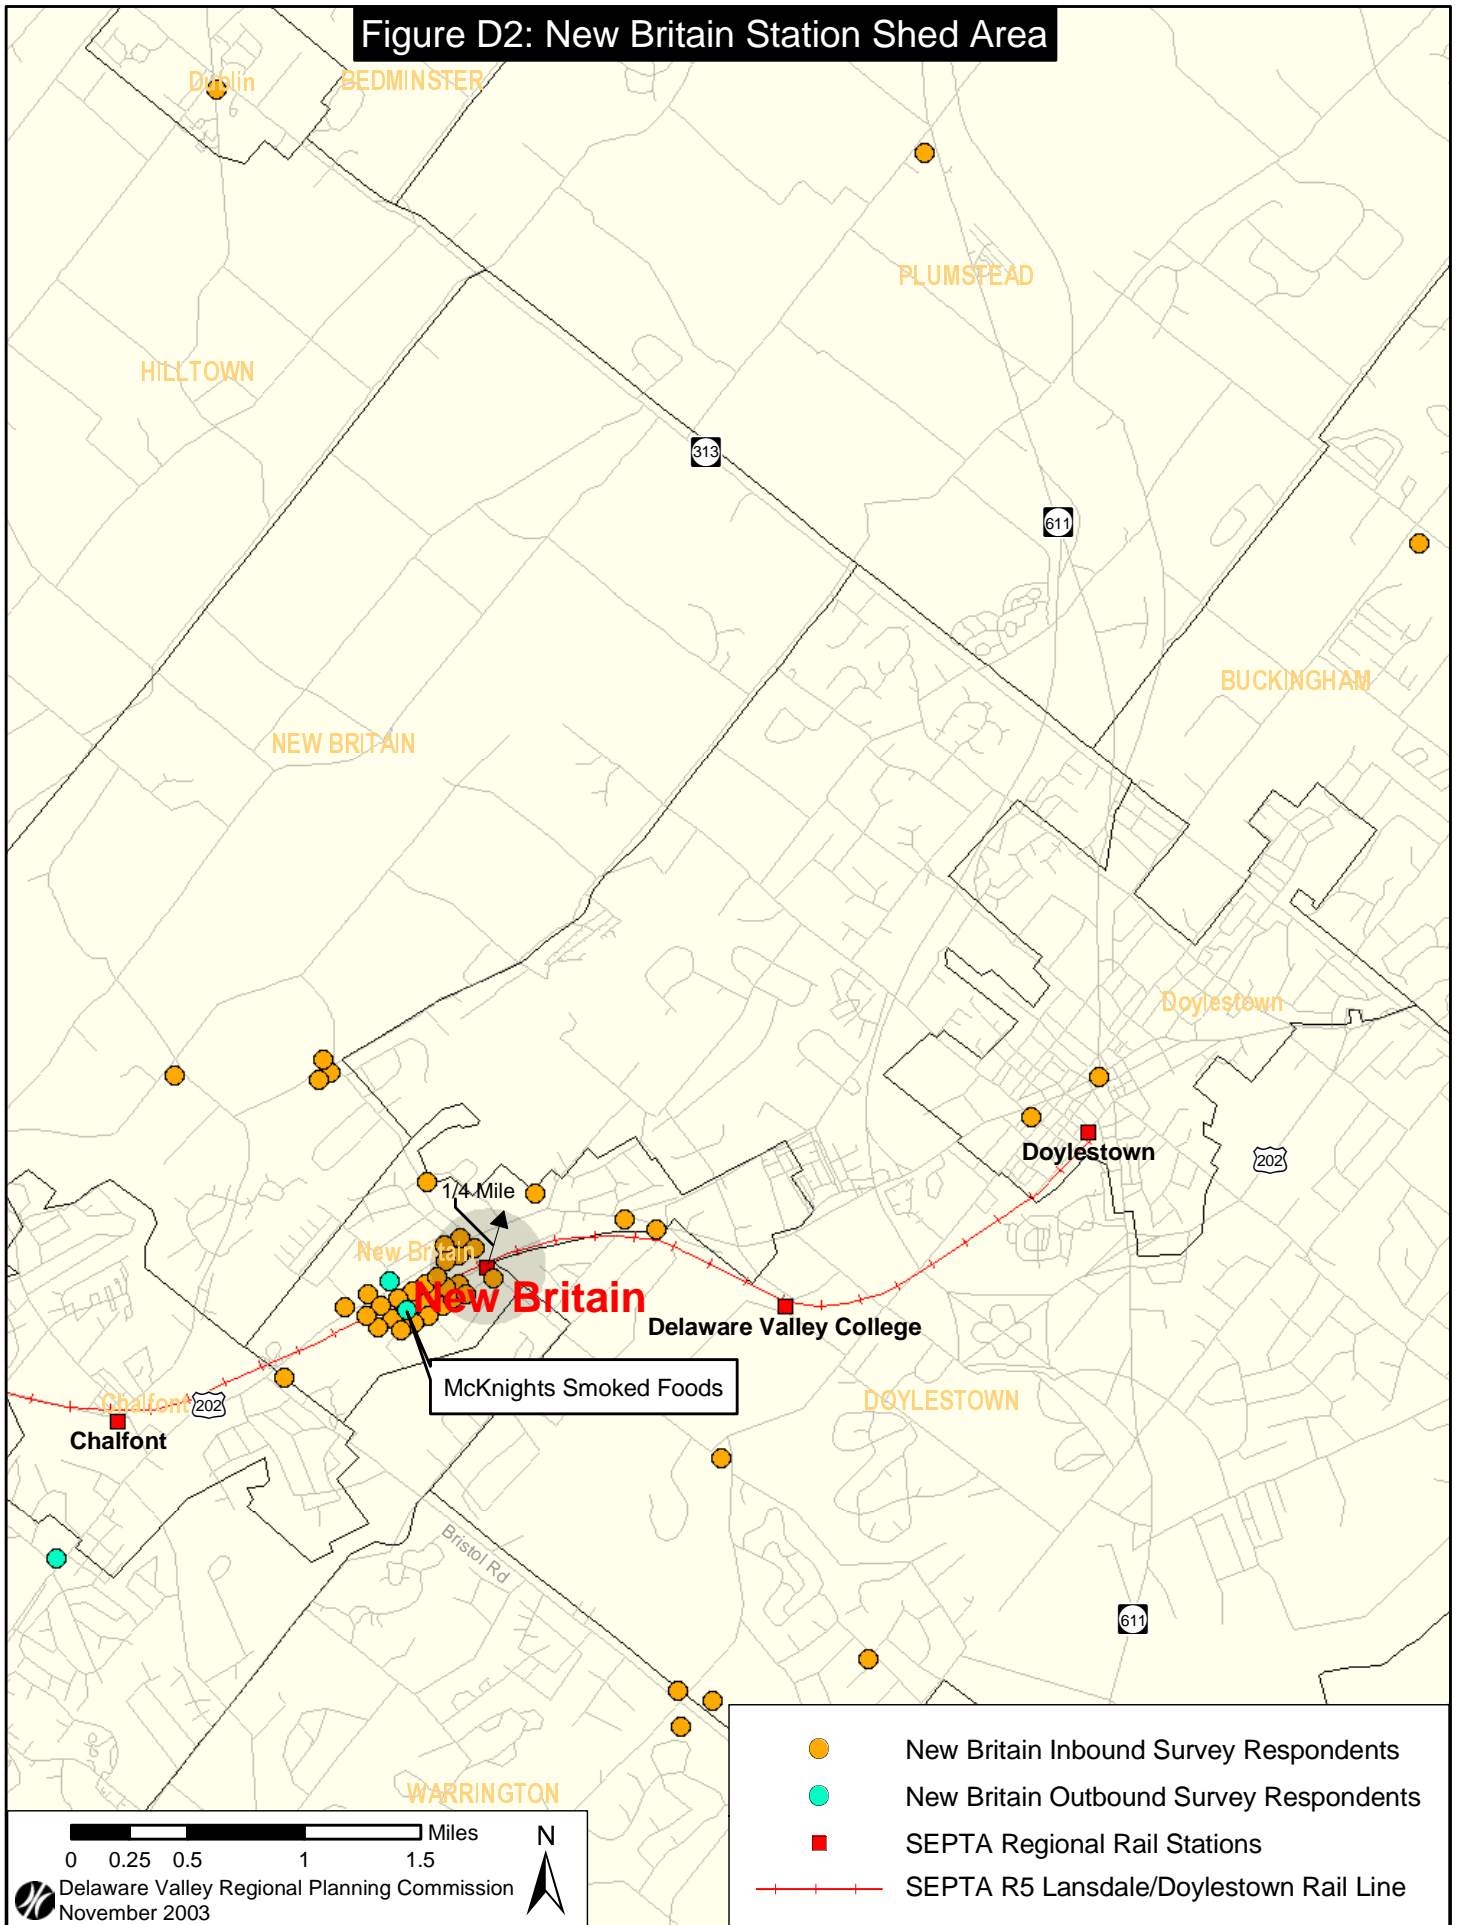 Figure D2: New Britain Station Shed Area
Dublin
BEDMINSTER
PLUMSTEAD
HILLTOWN
313
611
BUCKINGHAM
NEW BRITAIN
Doylestown
Doylestown
202
1/4 Mile
New Britain
New Britain
Delaware Valley College
McKnights Smoked Foods
DOYLESTOWN
Chalfont
202
Chalfont
Bristol Rd
611
WARRINGTON
New Britain Inbound Survey Respondents
New Britain Outbound Survey Respondents
SEPTA Regional Rail Stations
SEPTA R5 Lansdale/Doylestown Rail Line
Miles
N
0 0.25 0.5 1 1.5
Delaware Valley Regional Planning Commission
November 2003